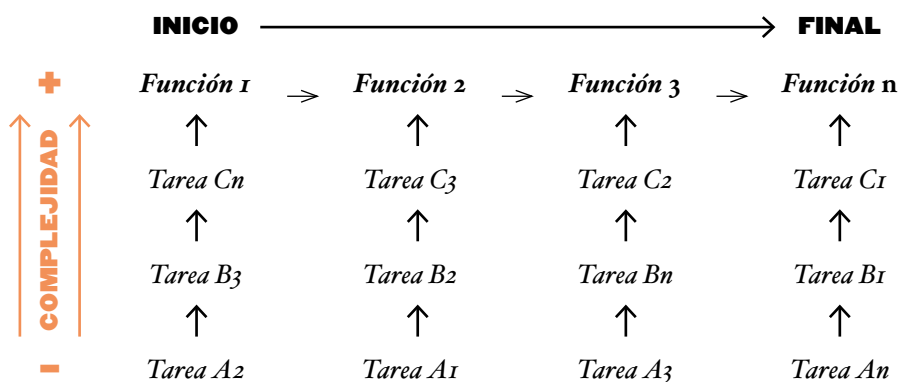 INICIO FINAL
+ Función 1 Función 2 Función 3 Función n
COMPLEJIDAD
Tarea Cn Tarea C3 Tarea C2 Tarea C1
Tarea B3 Tarea B2 Tarea Bn Tarea B1
- Tarea A2 Tarea A1 Tarea A3 Tarea An